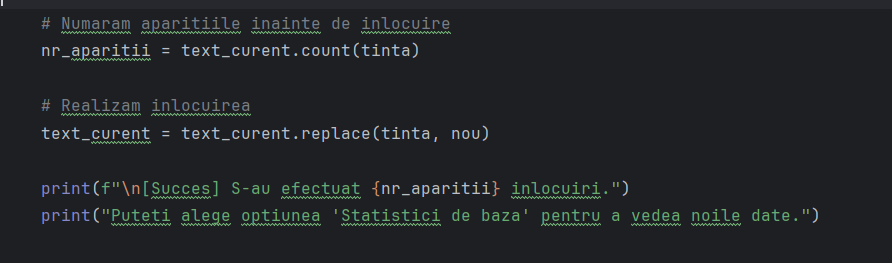 # Numaram aparitiile inainte de inlocuire
nr_aparitii = text_curent.count(tinta)
# Realizam inlocuirea
text_curent = text_curent.replace(tinta, nou)
print(f"\n[Succes] S-au efectuat {nr_aparitii} inlocuiri.")
print("Puteti alege optiunea 'Statistici de baza' pentru a vedea noile date.")